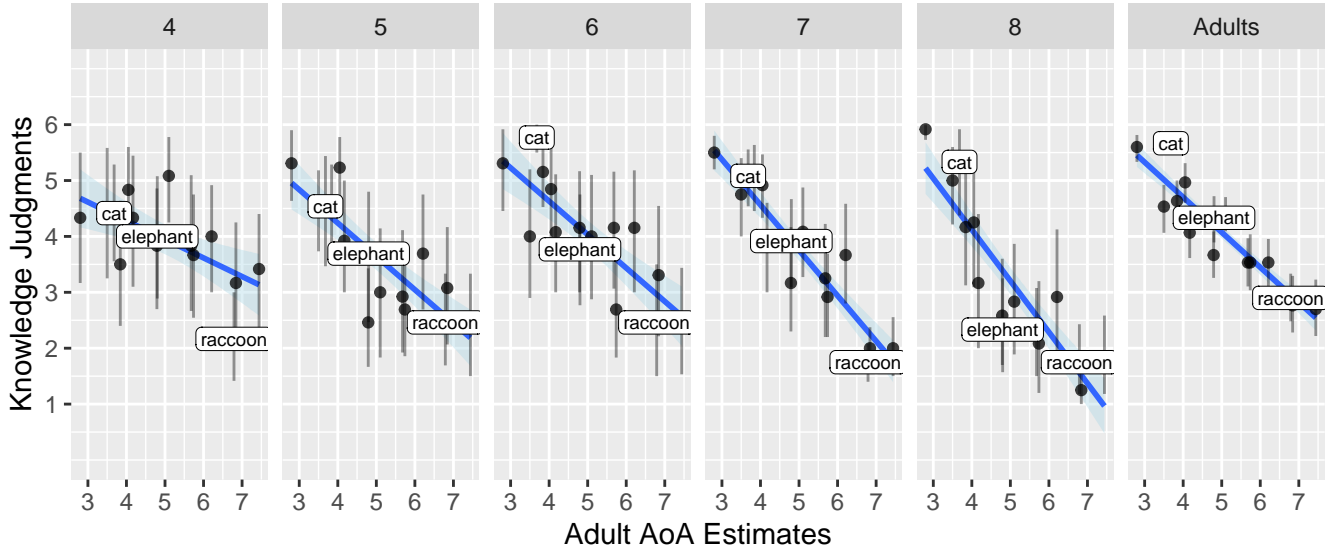 4 5 6 7 8 Adults
Knowledge Judgments
6
5
4
3
2
1
cat
elephant
raccoon
cat
elephant
raccoon
cat
elephant
raccoon
cat
elephant
raccoon
cat
elephant
raccoon
cat
elephant
raccoon
3 4 5 6 7 3 4 5 6 7 3 4 5 6 7 3 4 5 6 7 3 4 5 6 7 3 4 5 6 7
Adult AoA Estimates